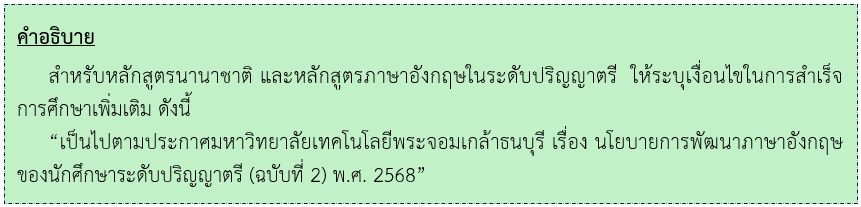 คำอธิบาย
สำหรับหลักสูตรนานาชาติ และหลักสูตรภาษาอังกฤษในระดับปริญญาตรี  ให้ระบุเงื่อนไขในการสำเร็จ
การศึกษาเพิ่มเติม ดังนี้
“เป็นไปตามประกาศมหาวิทยาลัยเทคโนโลยีพระจอมเกล้าธนบุรี เรื่อง นโยบายการพัฒนาภาษาอังกฤษ
ของนักศึกษาระดับปริญญาตรี (ฉบับที่ 2) พ.ศ. 2568”